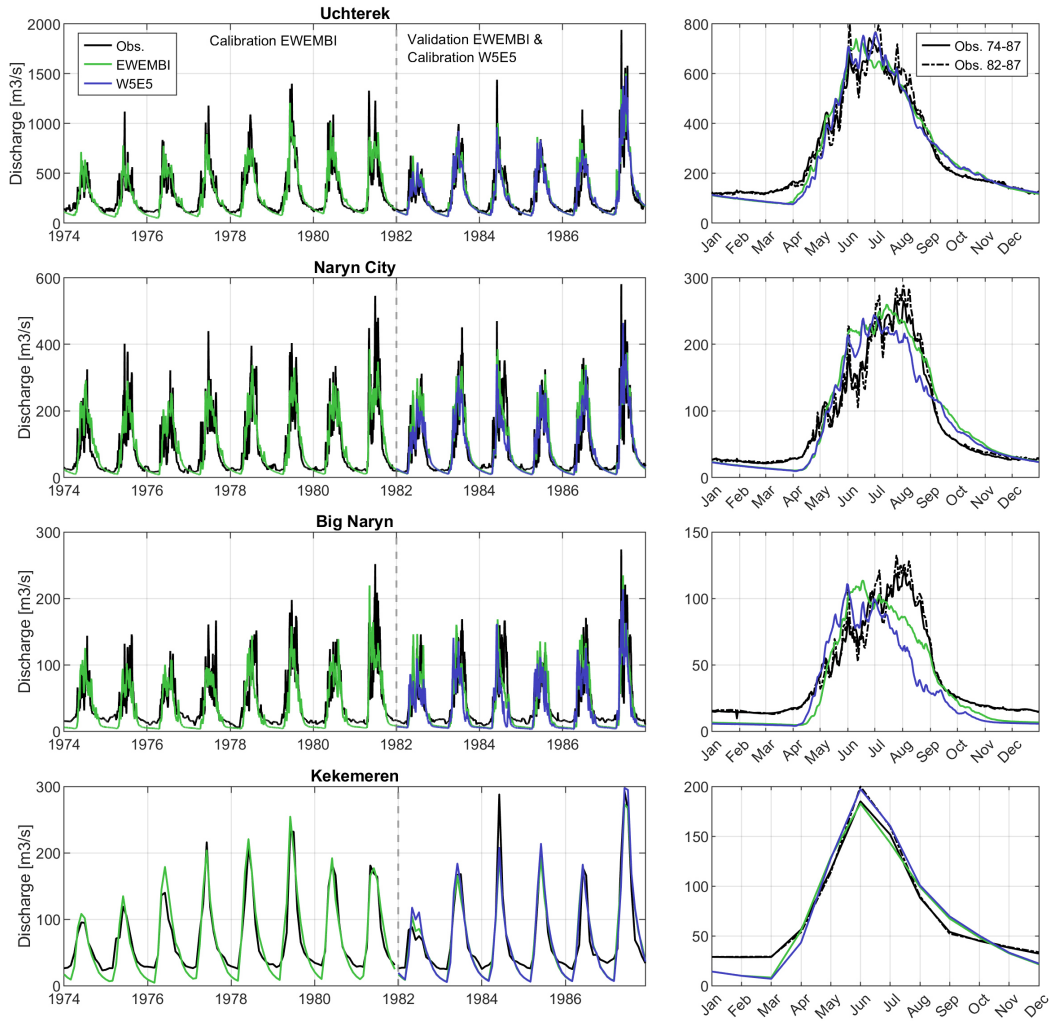 Uchterek
Discharge [m3/s]
2000
1500
1000
500
0
Obs.
EWEMBI
W5E5
Calibration EWEMBI
Validation EWEMBI &
Calibration W5E5
1974 1976 1978 1980 1982 1984 1986
800
600
400
200
0
Obs. 74-87
Obs. 82-87
Jan Feb Mar Apr May Jun Jul Aug Sep Oct Nov Dec
Naryn City
Discharge [m3/s]
600
400
200
0
1974 1976 1978 1980 1982 1984 1986
300
200
100
0
Jan Feb Mar Apr May Jun Jul Aug Sep Oct Nov Dec
Big Naryn
Discharge [m3/s]
300
200
100
0
1974 1976 1978 1980 1982 1984 1986
150
100
50
0
Jan Feb Mar Apr May Jun Jul Aug Sep Oct Nov Dec
Kekemeren
Discharge [m3/s]
300
200
100
0
1974 1976 1978 1980 1982 1984 1986
200
150
100
50
0
Jan Feb Mar Apr May Jun Jul Aug Sep Oct Nov Dec